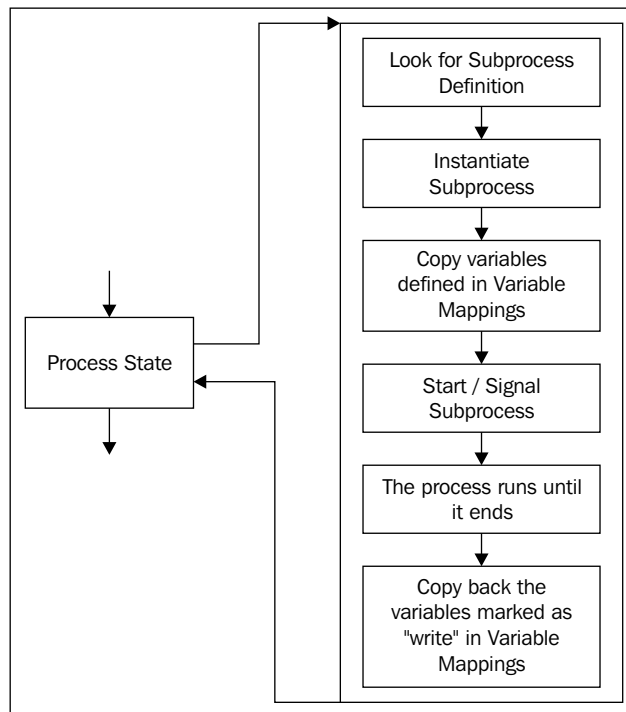 Look for Subprocess
Definition
Instantiate
Subprocess
Copy variables
defined in Variable
Mappings
Process State
Start / Signal
Subprocess
The process runs until
it ends
Copy back the
variables marked as
"write" in Variable
Mappings